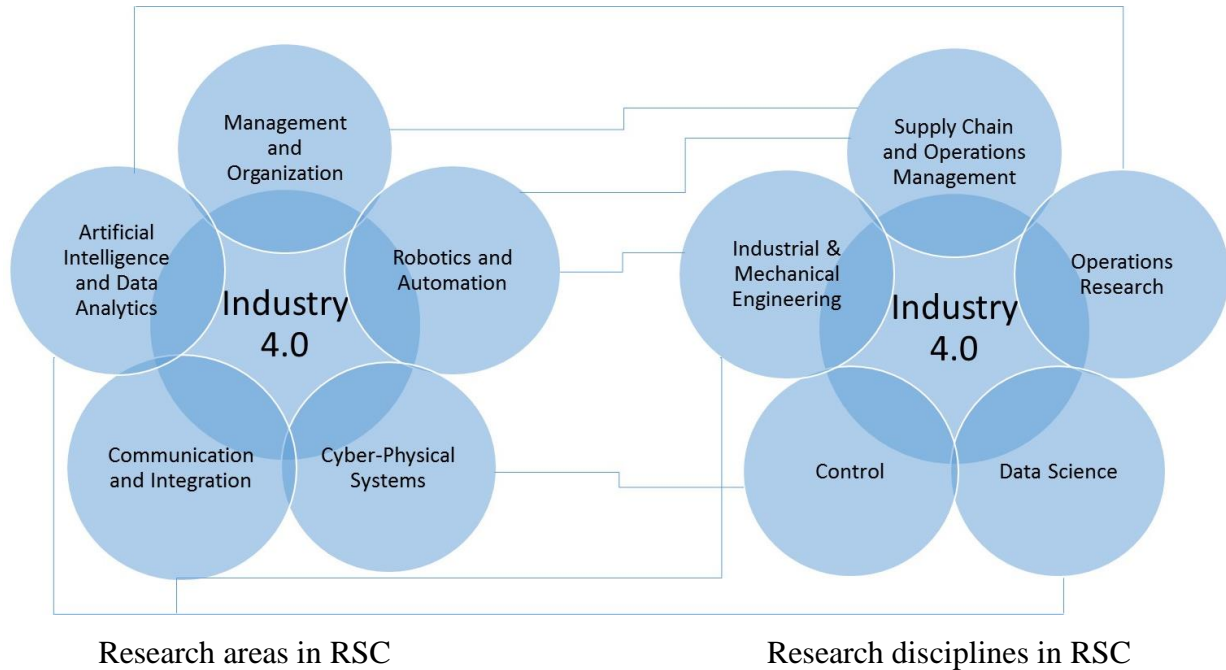 Management
and
Organization
Artificial
Intelligence
and Data
Analytics
Robotics and
Automation
Industry
4.0
Communication
and Integration
Cyber-Physical
Systems
Supply Chain
and Operations
Management
Industrial &
Mechanical
Engineering
Operations
Research
Industry
4.0
Control
Data Science
Research areas in RSC
Research disciplines in RSC